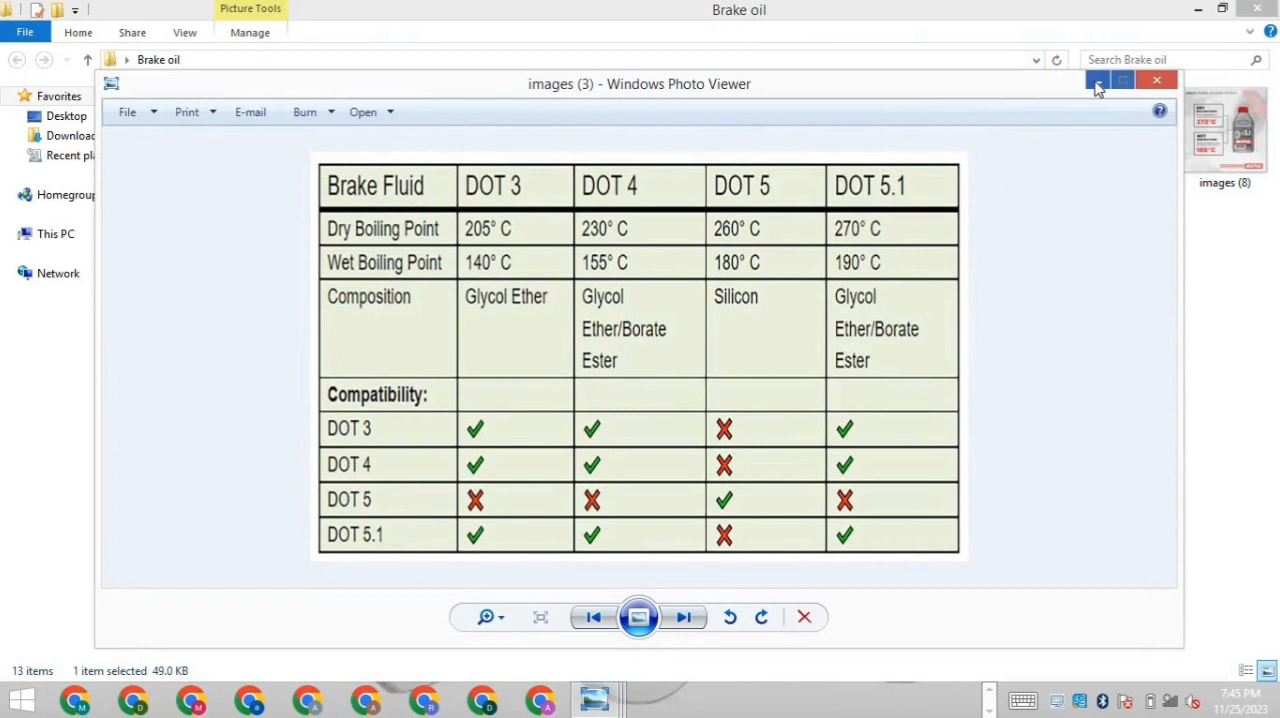 Picture Tools
Brake oil
File Home Share View Manage
Brake oil
Search Brake oil
images (3) - Windows Photo Viewer
File Print E-mail Burn Open
Favorites
Desktop
Recent
Homegroup
This PC
Network
images (8)
Brake Fluid DOT 3 DOT 4 DOT 5 DOT 5.1
Dry Boiling Point 205° C 230° C 260° C 270° C
Wet Boiling Point 140° C 155° C 180° C 190° C
Composition Glycol Ether Glycol Silicon Glycol
Ether/Borate Ether/Borate
Ester Ester
Compatibility:
DOT 3 ✓ ✓ ✗ ✓
DOT 4 ✓ ✓ ✗ ✓
DOT 5 ✗ ✗ ✓ ✗
DOT 5.1 ✓ ✓ ✗ ✓
13 items 1 item selected 49.0 KB
7:45 PM
11/25/2023